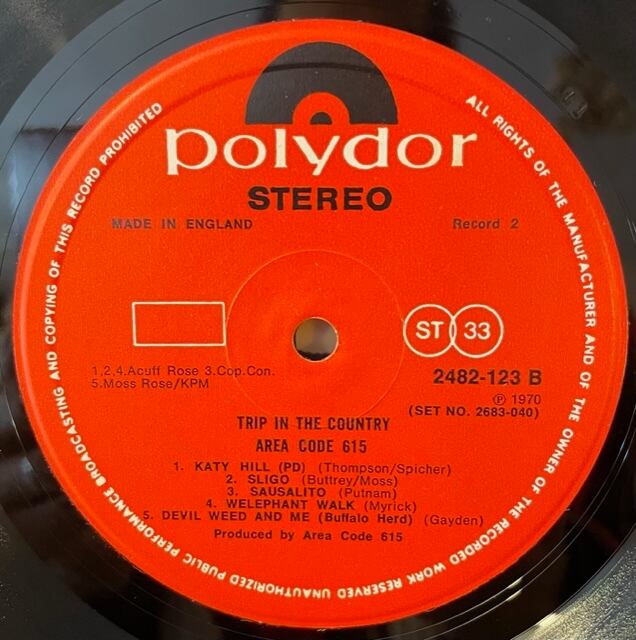 polydor
STEREO
MADE IN ENGLAND
Record 2
ST 33
1,2,4.Acuff Rose 3.Cop.Con.
5.Moss Rose/KPM
2482-123 B
℗ 1970
(SET NO. 2683-040)
TRIP IN THE COUNTRY
AREA CODE 615
1. KATY HILL (PD) (Thompson/Spicher)
2. SLIGO (Buttrey/Moss)
3. SAUSALITO (Putnam)
4. WELEPHANT WALK (Myrick)
5. DEVIL WEED AND ME (Buffalo Herd) (Gayden)
Produced by Area Code 615
ALL RIGHTS OF THE MANUFACTURER AND OF THE OWNER OF THE RECORDED WORK RESERVED UNAUTHORIZED PUBLIC PERFORMANCE BROADCASTING AND COPYING OF THIS RECORD PROHIBITED